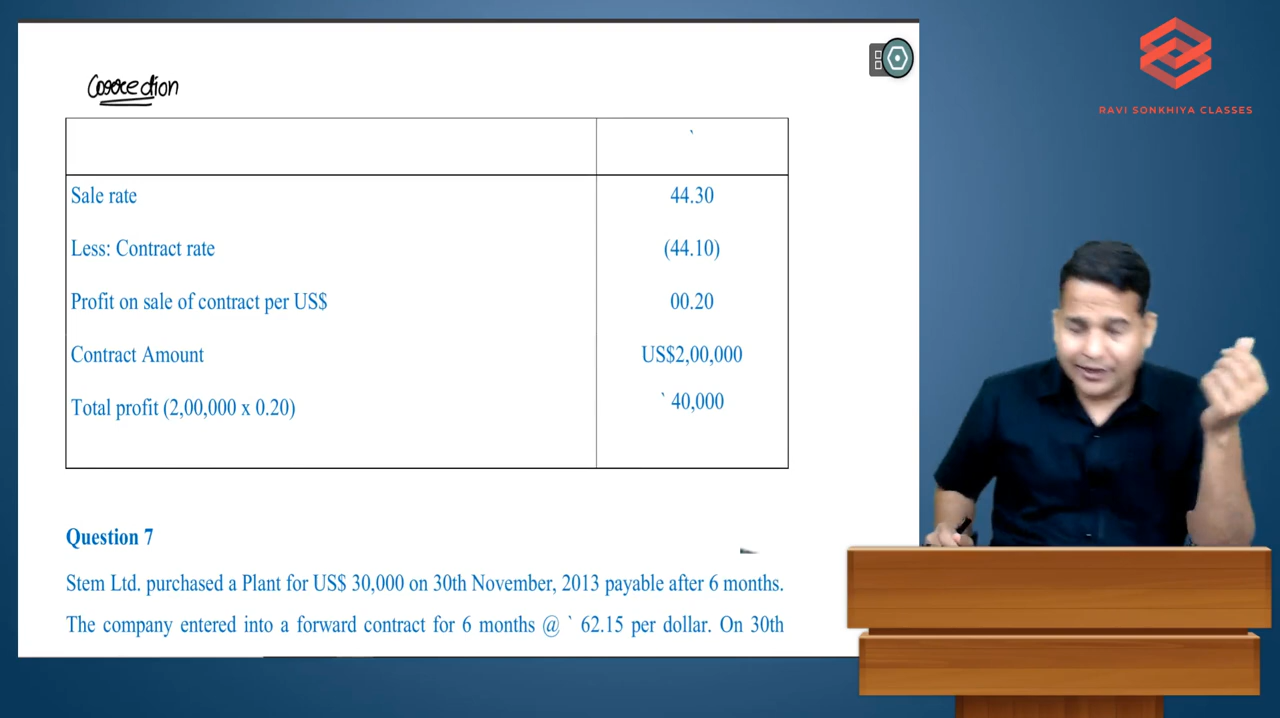 Correction
RAVI SONKHIYA CLASSES
`
Sale rate 44.30
Less: Contract rate (44.10)
Profit on sale of contract per US$ 00.20
Contract Amount US$2,00,000
Total profit (2,00,000 x 0.20) ` 40,000
Question 7
Stem Ltd. purchased a Plant for US$ 30,000 on 30th November, 2013 payable after 6 months.
The company entered into a forward contract for 6 months @ ` 62.15 per dollar. On 30th